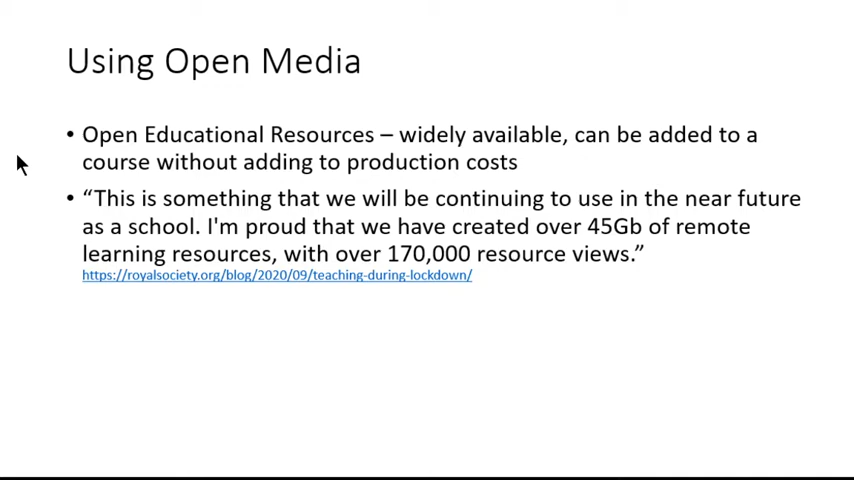 Using Open Media
• Open Educational Resources – widely available, can be added to a
course without adding to production costs
• “This is something that we will be continuing to use in the near future
as a school. I'm proud that we have created over 45Gb of remote
learning resources, with over 170,000 resource views.”
https://royalsociety.org/blog/2020/09/teaching-during-lockdown/